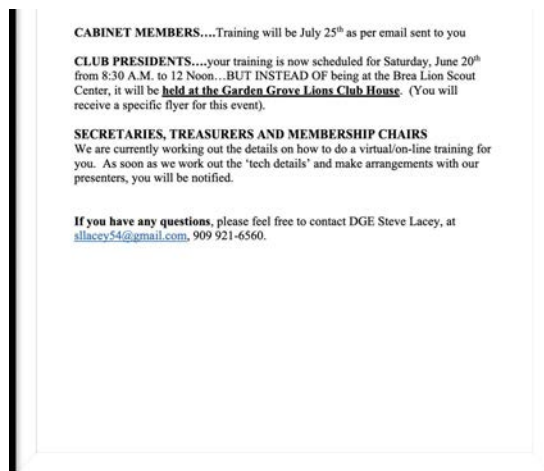 CABINET MEMBERS....Training will be July 25th as per email sent to you
CLUB PRESIDENTS....your training is now scheduled for Saturday, June 20th
from 8:30 A.M. to 12 Noon...BUT INSTEAD OF being at the Brea Lion Scout
Center, it will be held at the Garden Grove Lions Club House. (You will
receive a specific flyer for this event).
SECRETARIES, TREASURERS AND MEMBERSHIP CHAIRS
We are currently working out the details on how to do a virtual/on-line training for
you. As soon as we work out the ‘tech details’ and make arrangements with our
presenters, you will be notified.
If you have any questions, please feel free to contact DGE Steve Lacey, at
sllacey54@gmail.com, 909 921-6560.